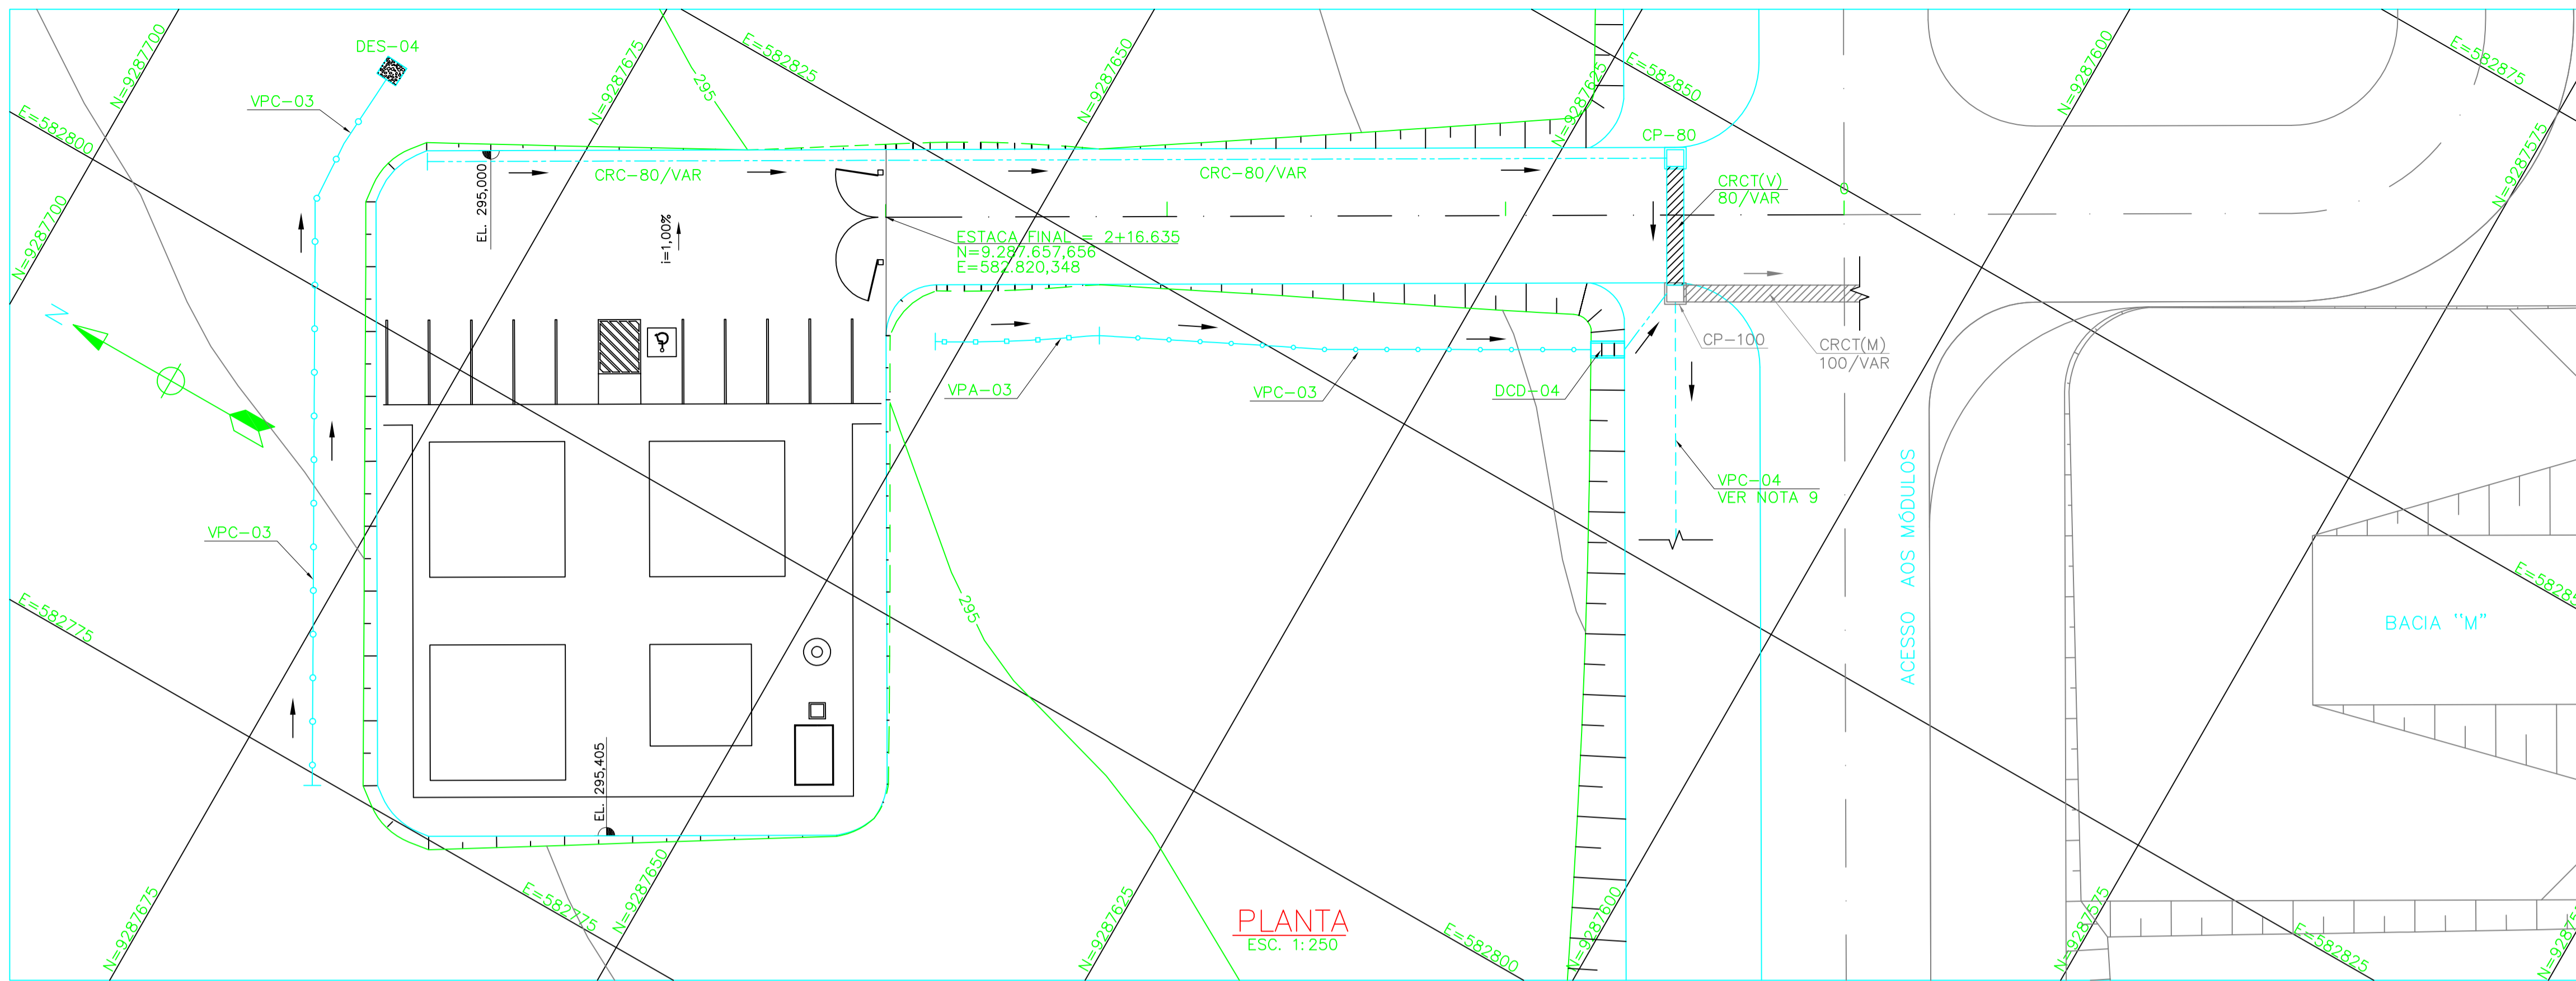 DES-04
VPC-03
N=9287700
E=582800
N=9287700
N=9287675
295
E=582825
N=9287650
N=9287625
E=582850
N=9287600
E=582875
N=9287575
CP-80
EL. 295,000
CRC-80/VAR
CRC-80/VAR
i=1,00%
CRCT(V)
80/VAR
0
ESTACA FINAL = 2+16.635
N=9.287.657,656
E=582.820,348
N
CP-100
CRCT(M)
100/VAR
VPA-03
VPC-03
DCD-04
VPC-04
VER NOTA 9
ACESSO AOS MÓDULOS
VPC-03
E=582775
295
BACIA "M"
EL. 295,405
N=9287675
E=582775
N=9287650
N=9287625
PLANTA
ESC. 1:250
E=582800
N=9287600
N=9287575
E=582825